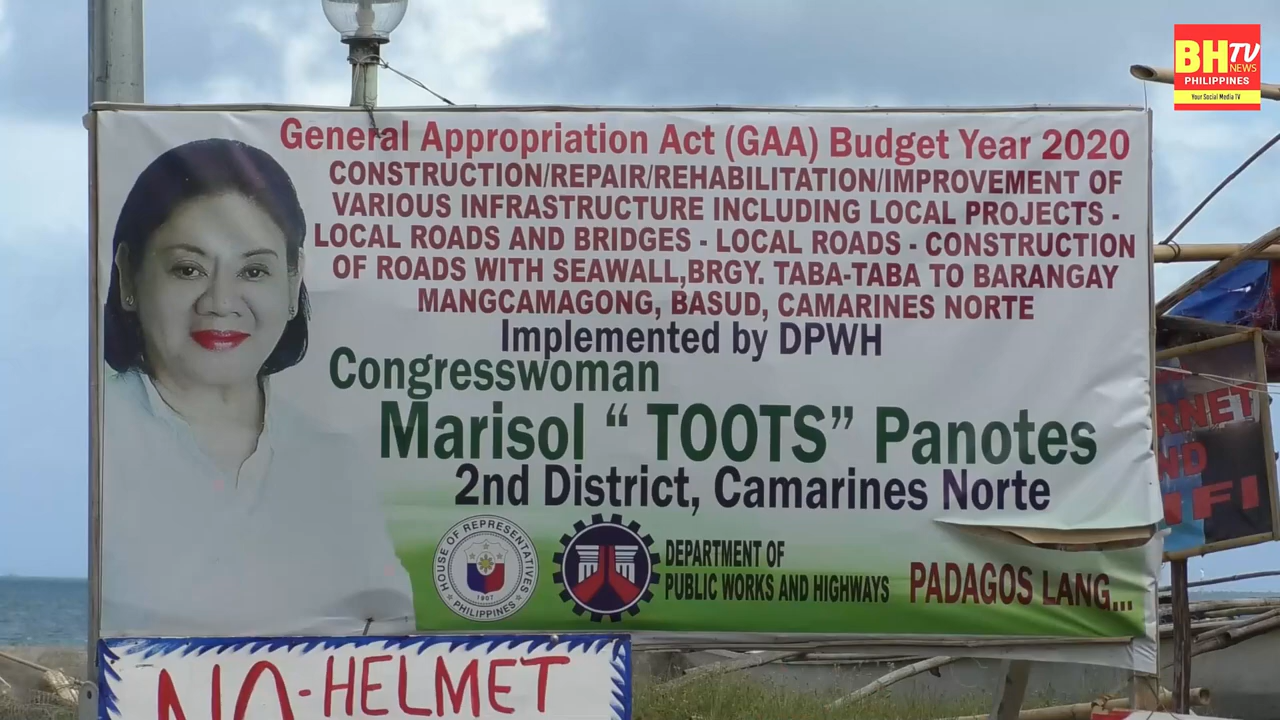 BHTV
NEWS
PHILIPPINES
Your Social Media TV
General Appropriation Act (GAA) Budget Year 2020
CONSTRUCTION/REPAIR/REHABILITATION/IMPROVEMENT OF
VARIOUS INFRASTRUCTURE INCLUDING LOCAL PROJECTS -
LOCAL ROADS AND BRIDGES - LOCAL ROADS - CONSTRUCTION
OF ROADS WITH SEAWALL,BRGY. TABA-TABA TO BARANGAY
MANGCAMAGONG, BASUD, CAMARINES NORTE
Implemented by DPWH
Congresswoman
Marisol “ TOOTS” Panotes
2nd District, Camarines Norte
HOUSE OF REPRESENTATIVES
1907
PHILIPPINES
DEPARTMENT OF
PUBLIC WORKS AND HIGHWAYS
PADAGOS LANG...
NO-HELMET
RNET
ND
IFI